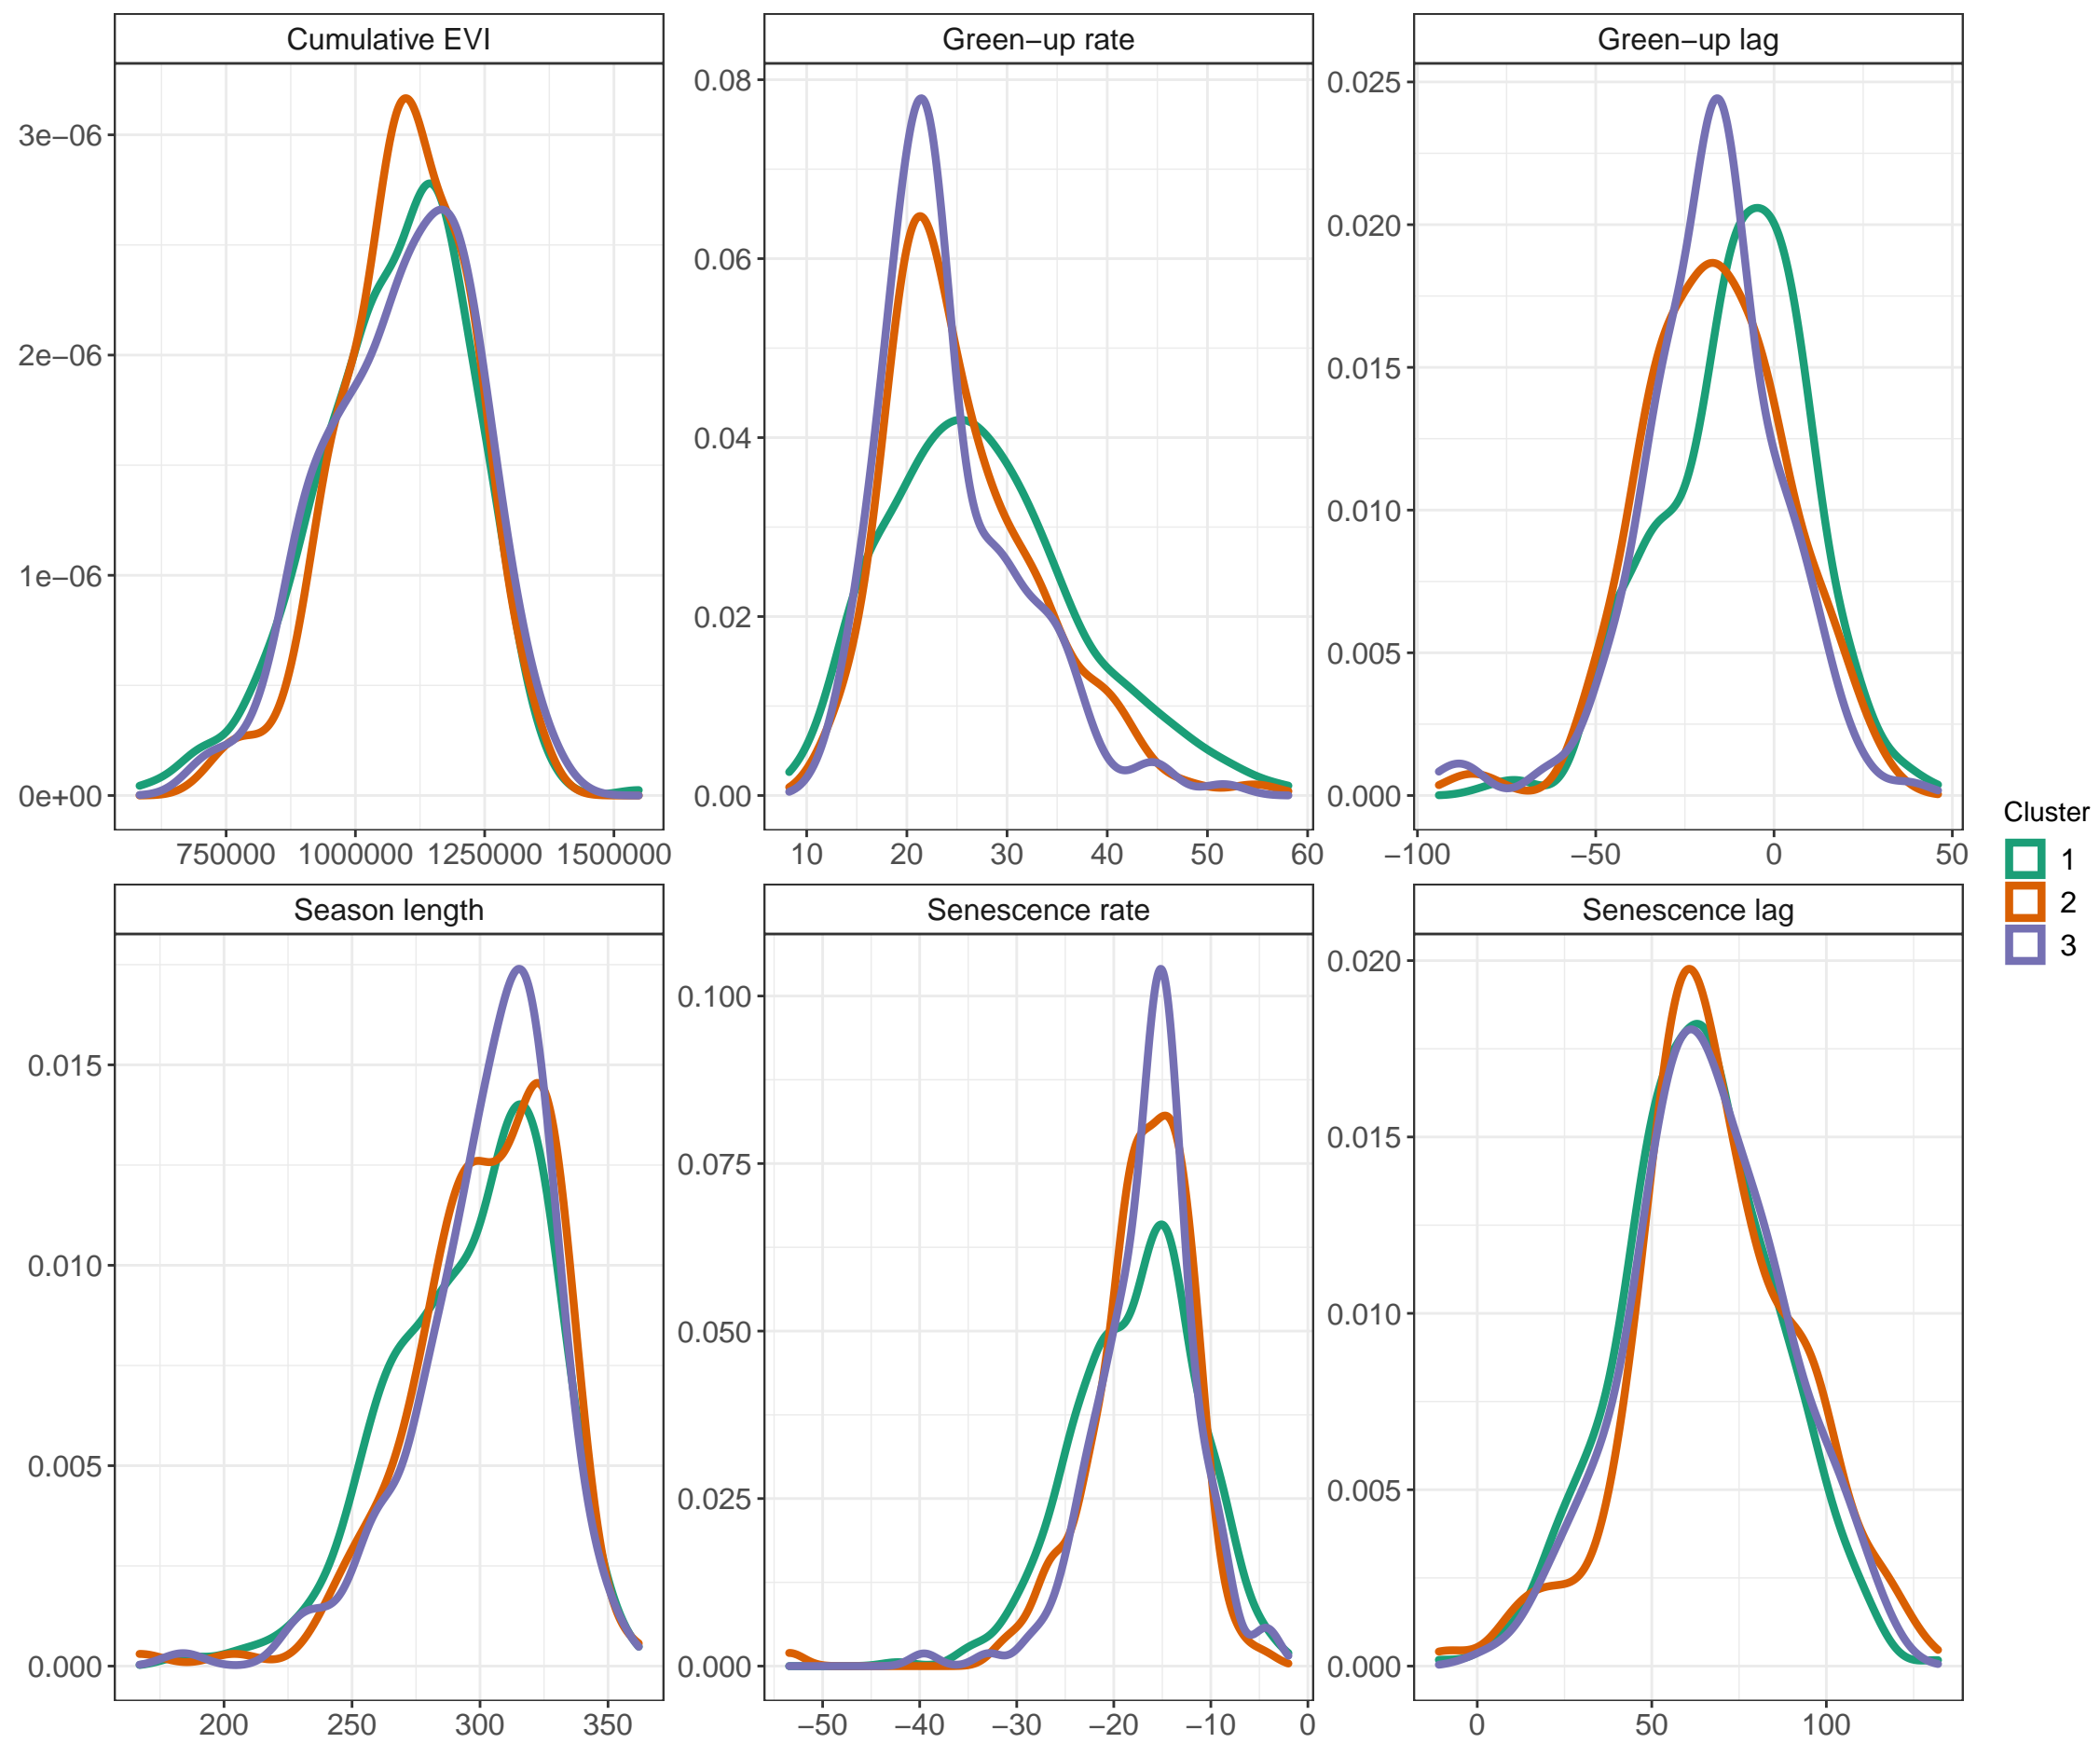 Cumulative EVI
Green−up rate
Green−up lag
3e−06
2e−06
1e−06
0e+00
750000 1000000 1250000 1500000
0.08
0.06
0.04
0.02
0.00
10 20 30 40 50 60
0.025
0.020
0.015
0.010
0.005
0.000
−100 −50 0 50
Cluster
1
2
3
Season length
Senescence rate
Senescence lag
0.015
0.010
0.005
0.000
200 250 300 350
0.100
0.075
0.050
0.025
0.000
−50 −40 −30 −20 −10 0
0.020
0.015
0.010
0.005
0.000
0 50 100